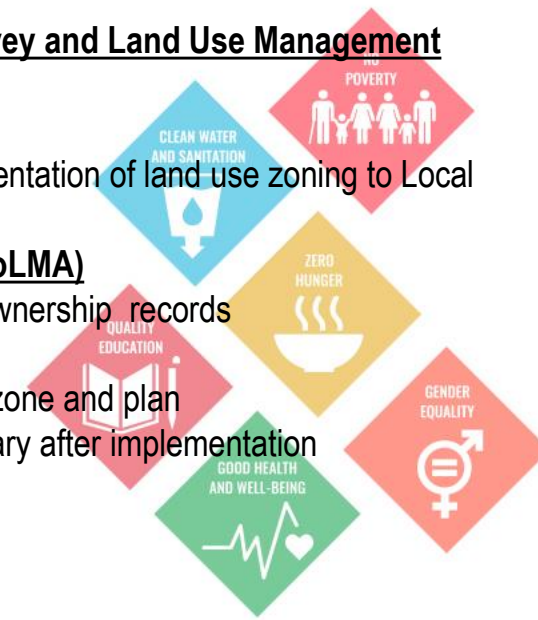 vey and Land Use Management
NO
POVERTY
CLEAN WATER
AND SANITATION
entation of land use zoning to Local
oLMA)
ZERO
HUNGER
wnership records
QUALITY
EDUCATION
zone and plan
GENDER
EQUALITY
ary after implementation
GOOD HEALTH
AND WELL-BEING